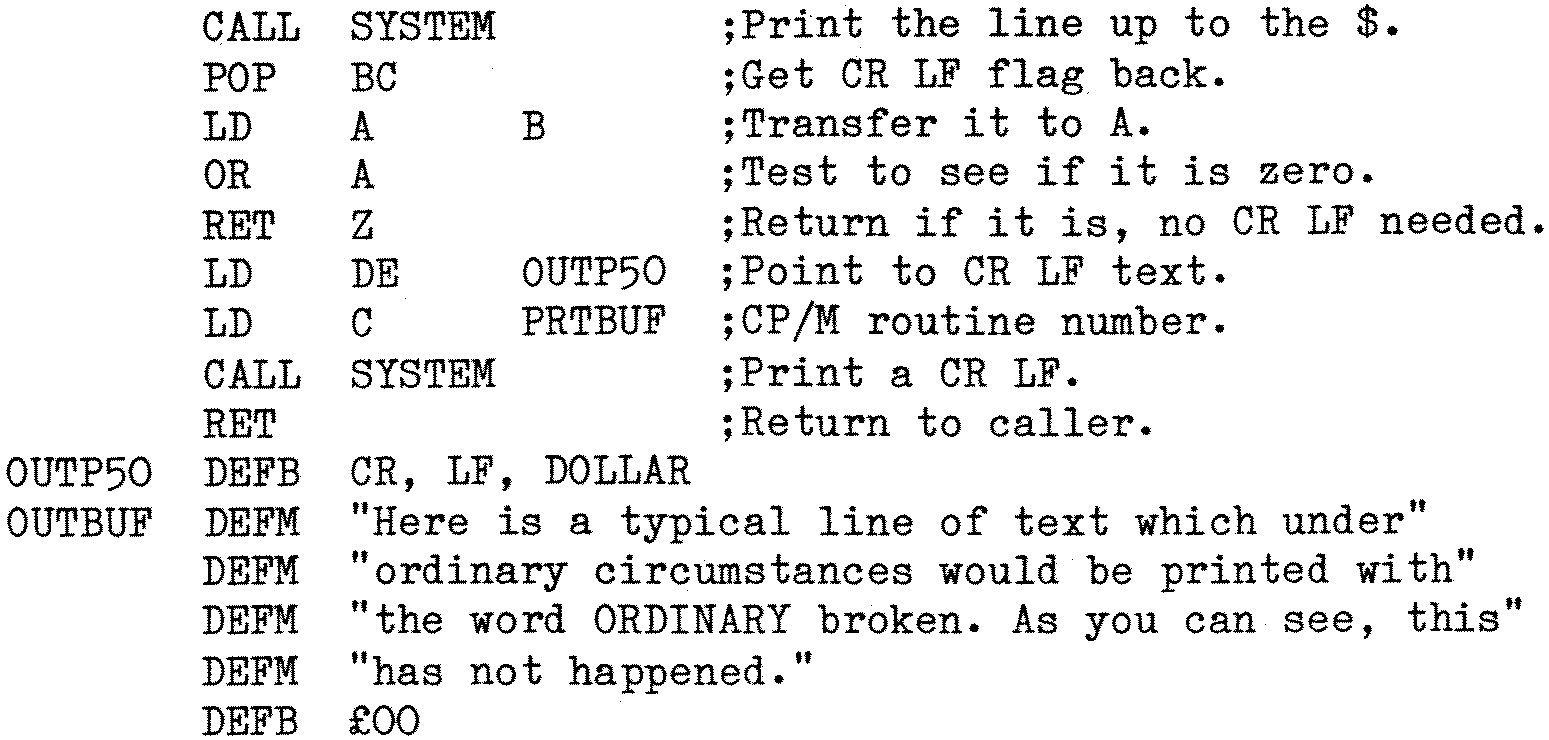 CALL SYSTEM ;Print the line up to the $.
POP BC ;Get CR LF flag back.
LD A B ;Transfer it to A.
OR A ;Test to see if it is zero.
RET Z ;Return if it is, no CR LF needed.
LD DE OUTP50 ;Point to CR LF text.
LD C PRTBUF ;CP/M routine number.
CALL SYSTEM ;Print a CR LF.
RET ;Return to caller.
OUTP50 DEFB CR, LF, DOLLAR
OUTBUF DEFM "Here is a typical line of text which under"
DEFM "ordinary circumstances would be printed with"
DEFM "the word ORDINARY broken. As you can see, this"
DEFM "has not happened."
DEFB £00